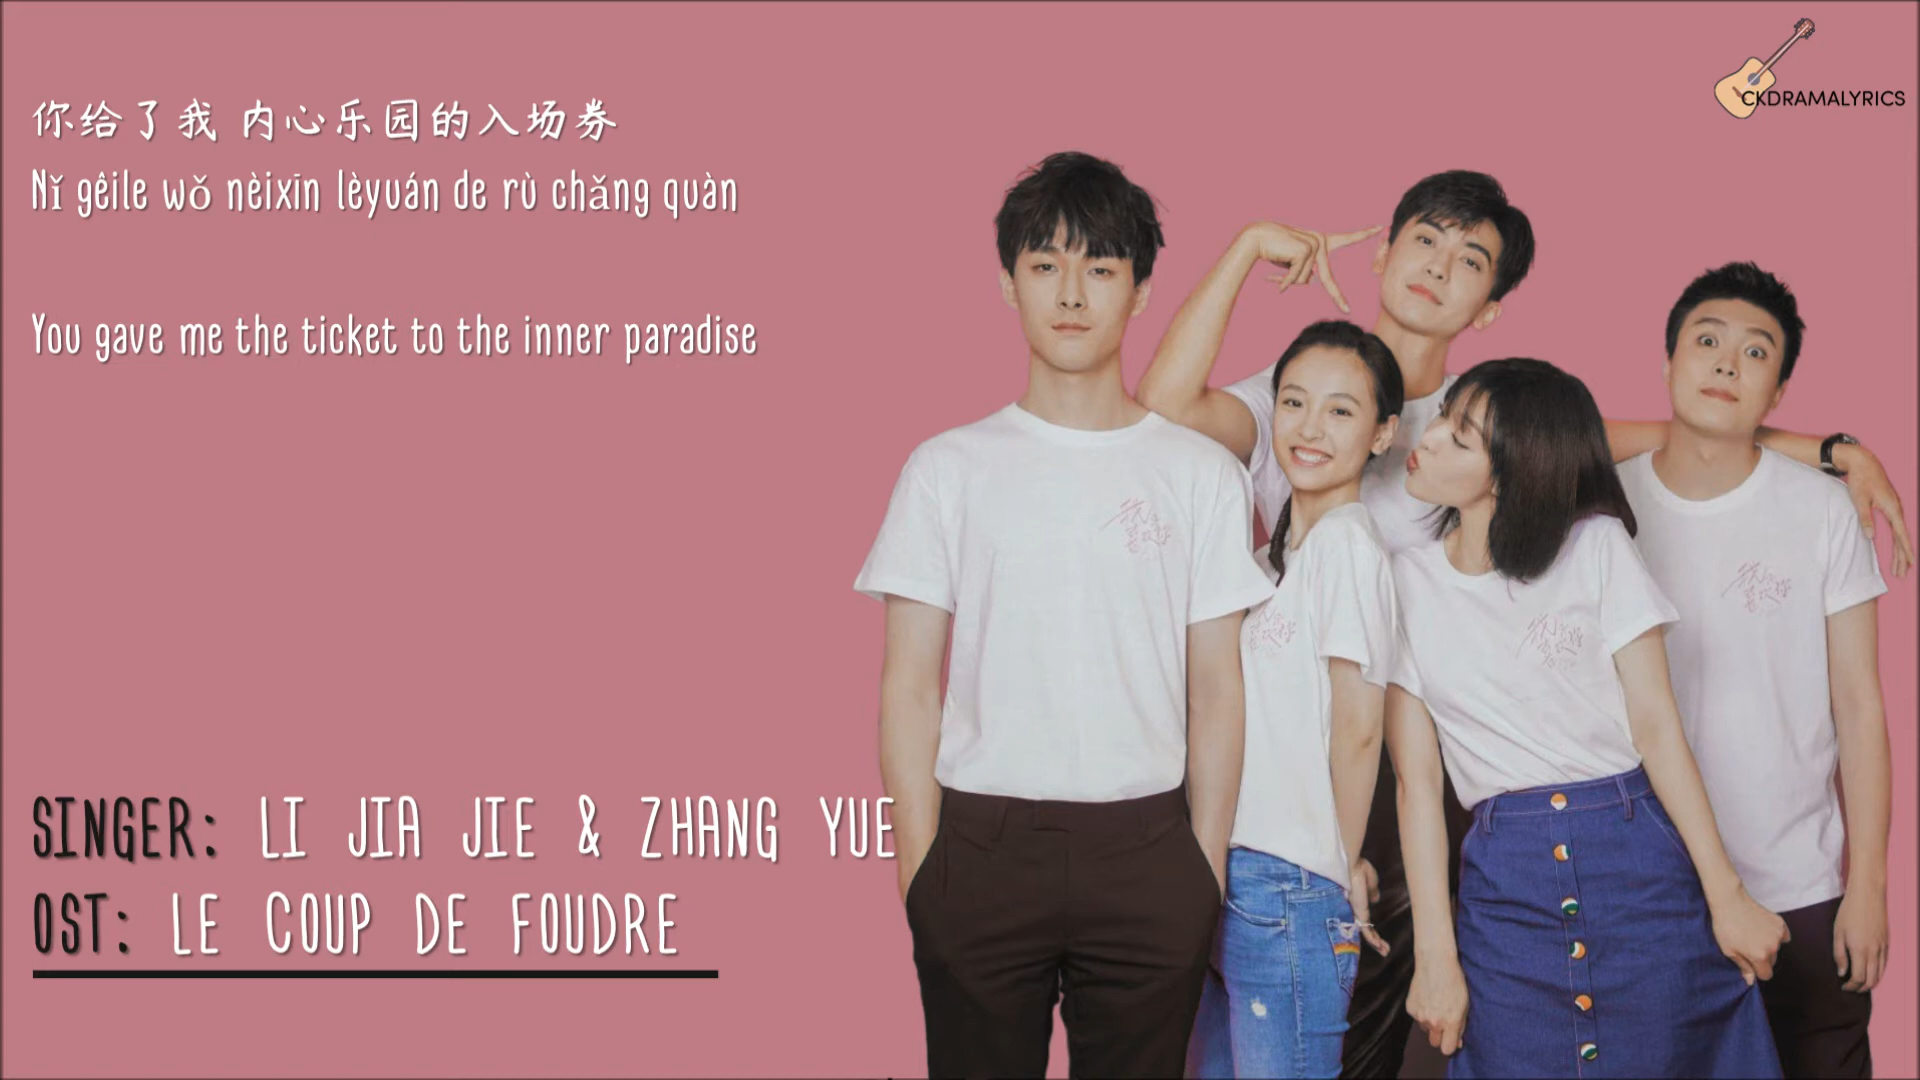 CKDRAMALYRICS
你给了我 内心乐园的入场券
Nǐ gêile wǒ nèixīn lèyuán de rù chǎng quàn
You gave me the ticket to the inner paradise
SINGER: LI JIA JIE & ZHANG YUE
OST: LE COUP DE FOUDRE